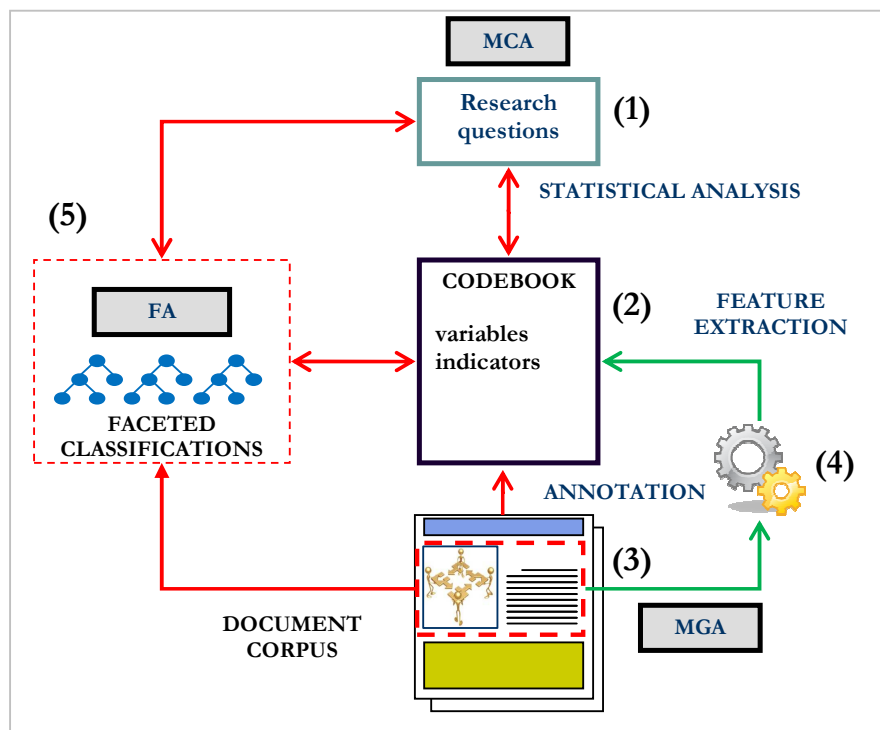 MCA
Research
questions
(1)
STATISTICAL ANALYSIS
(5)
CODEBOOK
(2)
FEATURE
EXTRACTION
FA
variables
indicators
FACETED
CLASSIFICATIONS
(4)
ANNOTATION
(3)
DOCUMENT
CORPUS
MGA